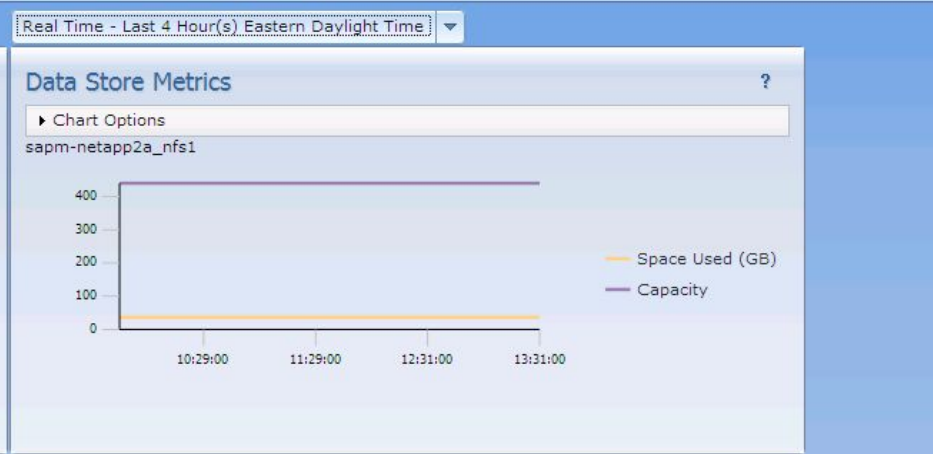 Real Time - Last 4 Hour(s) Eastern Daylight Time
Data Store Metrics
?
Chart Options
sapm-netapp2a_nfs1
400
300
200
100
0
Space Used (GB)
Capacity
10:29:00 11:29:00 12:31:00 13:31:00